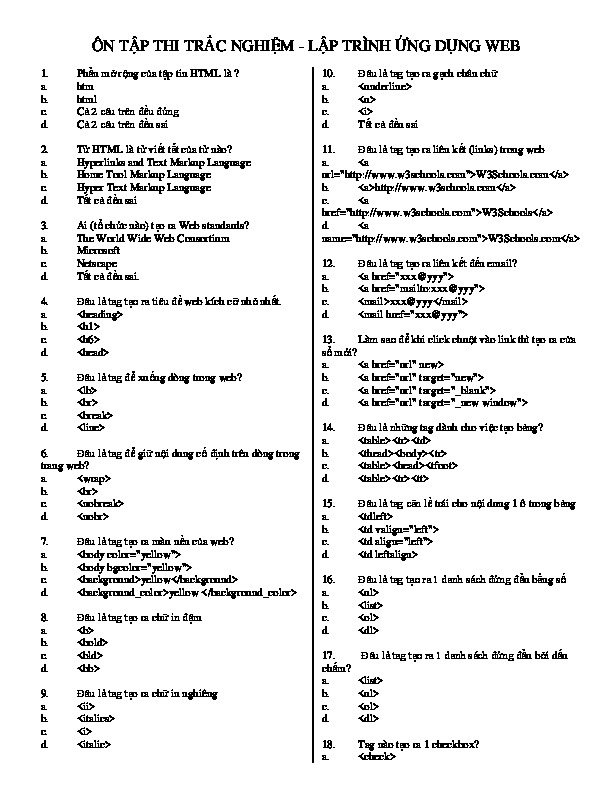 ÔN TẬP THI TRẮC NGHIỆM - LẬP TRÌNH ỨNG DỤNG WEB
1. Phần mở rộng của tập tin HTML là ?
a. htm
b. html
c. Cả 2 câu trên đều đúng
d. Cả 2 câu trên đều sai
2. Từ HTML là từ viết tắt của từ nào?
a. Hyperlinks and Text Markup Language
b. Home Tool Markup Language
c. Hyper Text Markup Language
d. Tất cả đều sai
3. Ai (tổ chức nào) tạo ra Web standards?
a. The World Wide Web Consortium
b. Microsoft
c. Netscape
d. Tất cả đều sai.
4. Đâu là tag tạo ra tiêu đề web kích cỡ nhỏ nhất.
a. <heading>
b. <h1>
c. <h6>
d. <head>
5. Đâu là tag để xuống dòng trong web?
a. <lb>
b. <br>
c. <break>
d. <line>
6. Đâu là tag để giữ nội dung cố định trên dòng trong
trang web?
a. <wrap>
b. <br>
c. <nobreak>
d. <nobr>
7. Đâu là tag tạo ra màu nền của web?
a. <body color="yellow">
b. <body bgcolor="yellow">
c. <background>yellow</background>
d. <background_color>yellow </background_color>
8. Đâu là tag tạo ra chữ in đậm
a. <b>
b. <bold>
c. <bld>
d. <bb>
9. Đâu là tag tạo ra chữ in nghiêng
a. <ii>
b. <italics>
c. <i>
d. <italic>
10. Đâu là tag tạo ra gạch chân chữ
a. <underline>
b. <u>
c. <i>
d. Tất cả đều sai
11. Đâu là tag tạo ra liên kết (links) trong web
a. <a
url="http://www.w3schools.com">W3Schools.com</a>
b. <a>http://www.w3schools.com</a>
c. <a
href="http://www.w3schools.com">W3Schools</a>
d. <a
name="http://www.w3schools.com">W3Schools.com</a>
12. Đâu là tag tạo ra liên kết đến email?
a. <a href="xxx@yyy">
b. <a href="mailto:xxx@yyy">
c. <mail>xxx@yyy</mail>
d. <mail href="xxx@yyy">
13. Làm sao để khi click chuột vào link thì tạo ra cửa
sổ mới?
a. <a href="url" new>
b. <a href="url" target="new">
c. <a href="url" target="_blank">
d. <a href="url" target="_new window">
14. Đâu là những tag dành cho việc tạo bảng?
a. <table><tr><td>
b. <thead><body><tr>
c. <table><head><tfoot>
d. <table><tr><tt>
15. Đâu là tag căn lề trái cho nội dung 1 ô trong bảng
a. <tdleft>
b. <td valign="left">
c. <td align="left">
d. <td leftalign>
16. Đâu là tag tạo ra 1 danh sách đứng đầu bằng số
a. <ul>
b. <list>
c. <ol>
d. <dl>
17. Đâu là tag tạo ra 1 danh sách đứng đầu bởi dấu
chấm?
a. <list>
b. <ul>
c. <ol>
d. <dl>
18. Tag nào tạo ra 1 checkbox?
a. <check>